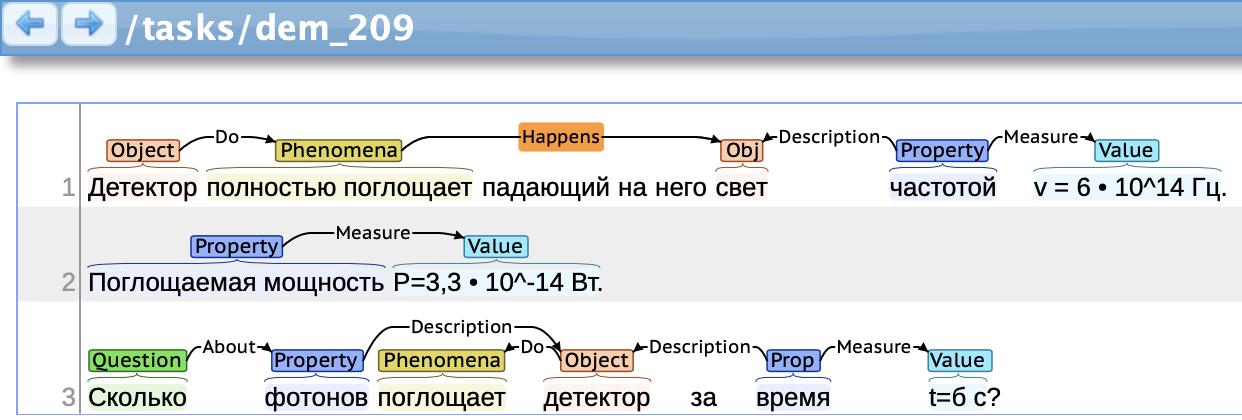 /tasks/dem_209
Do Happens Description Measure
Object Phenomena Obj Property Value
1 Детектор полностью поглощает падающий на него свет частотой v = 6 • 10^14 Гц.
Measure
Property Value
2 Поглощаемая мощность P=3,3 • 10^-14 Вт.
Description
About Do Description Measure
Question Property Phenomena Object Prop Value
3 Сколько фотонов поглощает детектор за время t=б с?